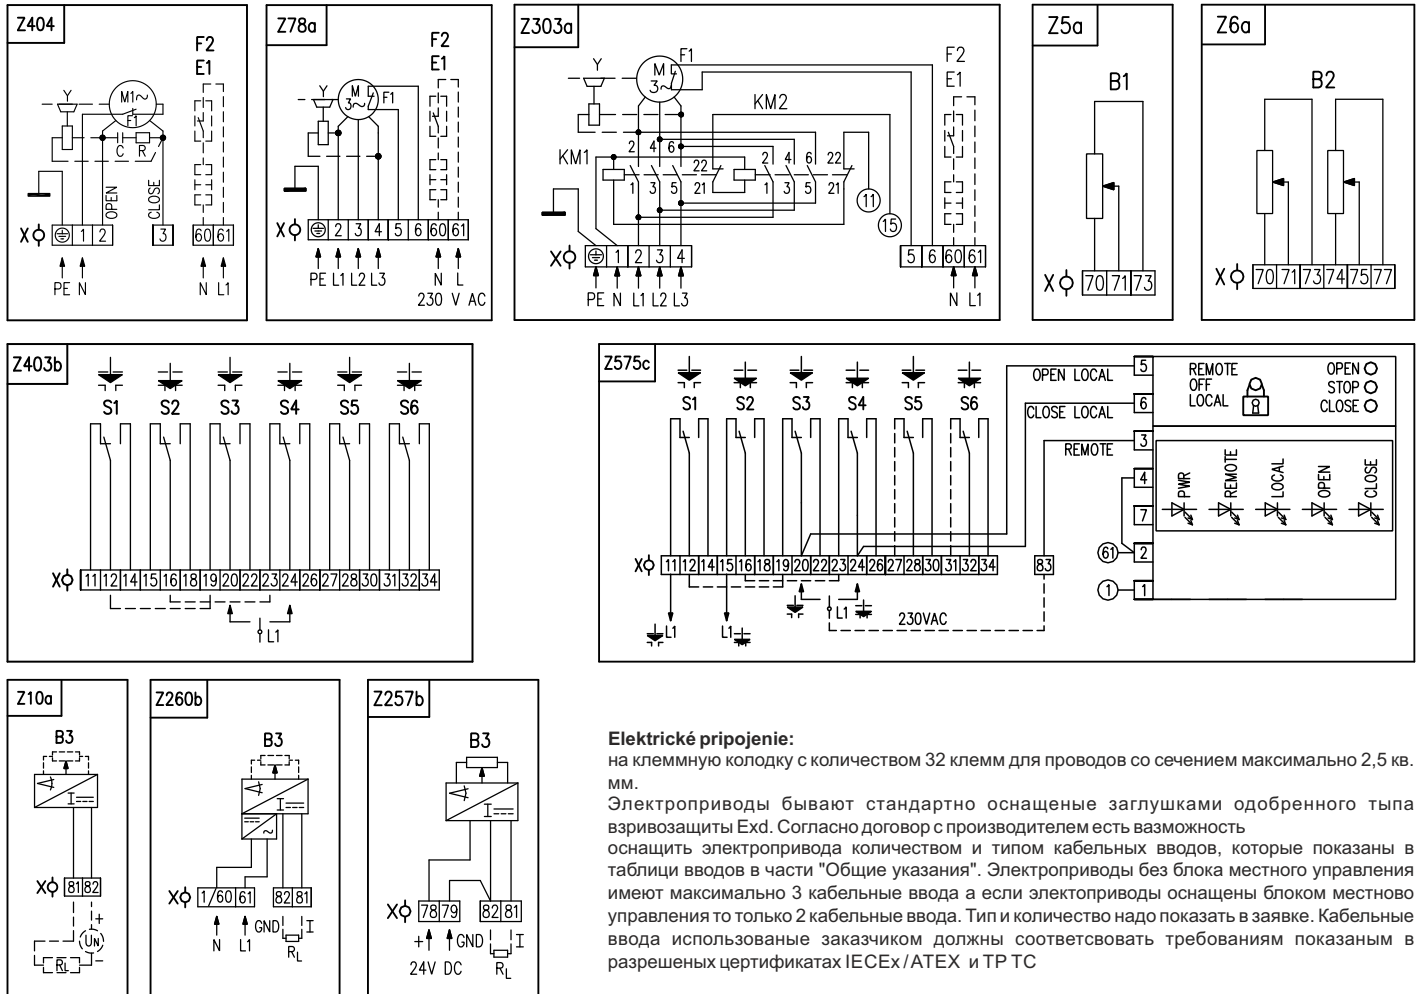 Z404
F2
E1
Y
M1~
F1
C R
OPEN
CLOSE
X 1 2 3 60 61
PE N N L1
Z78a
F2
E1
Y
M
3~
F1
X 2 3 4 5 6 60 61
PE L1 L2 L3 N L
230 V AC
Z303a
F1
F2
E1
Y
M
3~
KM2
KM1
2 4 6 22 2 4 6 22
1 3 5 21 1 3 5 21
11
15
X 1 2 3 4 5 6 60 61
PE N L1 L2 L3 N L1
Z5a
B1
X 70 71 73
Z6a
B2
X 70 71 73 74 75 77
Z403b
S1 S2 S3 S4 S5 S6
X 11 12 14 15 16 18 19 20 22 23 24 26 27 28 30 31 32 34
L1
Z575c
S1 S2 S3 S4 S5 S6
OPEN LOCAL
CLOSE LOCAL
REMOTE
5
6
3
4
7
2
1
61
1
REMOTE
OFF
LOCAL
OPEN
STOP
CLOSE
PWR
REMOTE
LOCAL
OPEN
CLOSE
X 11 12 14 15 16 18 19 20 22 23 24 26 27 28 30 31 32 34 83
L1 L1 L1
230VAC
Z10a
B3
I
X 81 82
+
UN
RL
−
Z260b
B3
I
~
X 1/60 61 82 81
N L1 GND I
RL
Z257b
B3
I
X 78 79 82 81
+ GND I
24V DC RL
Elektrické pripojenie:
на клеммную колодку с количеством 32 клемм для проводов со сечением максимально 2,5 кв.
мм.
Электроприводы бывают стандартно оснащеные заглушками одобренного тыпа
взривозащиты Exd. Согласно договор с производителем есть вазможность
оснащить электропривода количеством и типом кабельных вводов, которые показаны в
таблици вводов в части "Общие указания". Электроприводы без блока местного управления
имеют максимально 3 кабельные ввода а если электоприводы оснащены блоком местново
управления то только 2 кабельные ввода. Тип и количество надо показать в заявке. Кабельные
ввода использованые заказчиком должны соответсвовать требованиям показаным в
разрешеных цертификатах IECEx / ATEX и ТР ТС